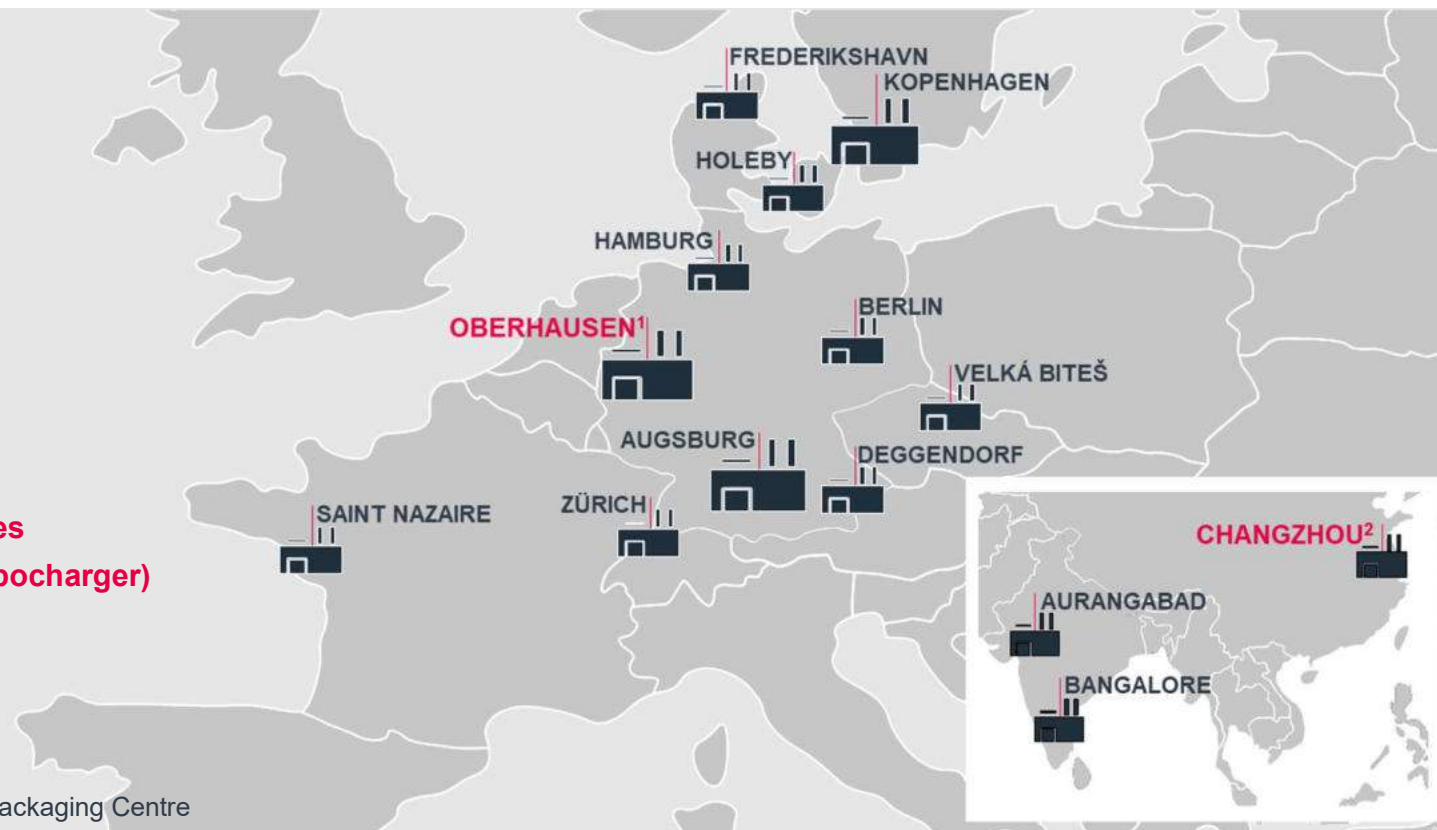 FREDERIKSHAVN
KOPENHAGEN
HOLEBY
HAMBURG
BERLIN
OBERHAUSEN¹
VELKÁ BITEŠ
AUGSBURG
DEGGENDORF
SAINT NAZAIRE
ZÜRICH
es
CHANGZHOU²
pocharger)
AURANGABAD
BANGALORE
ackaging Centre